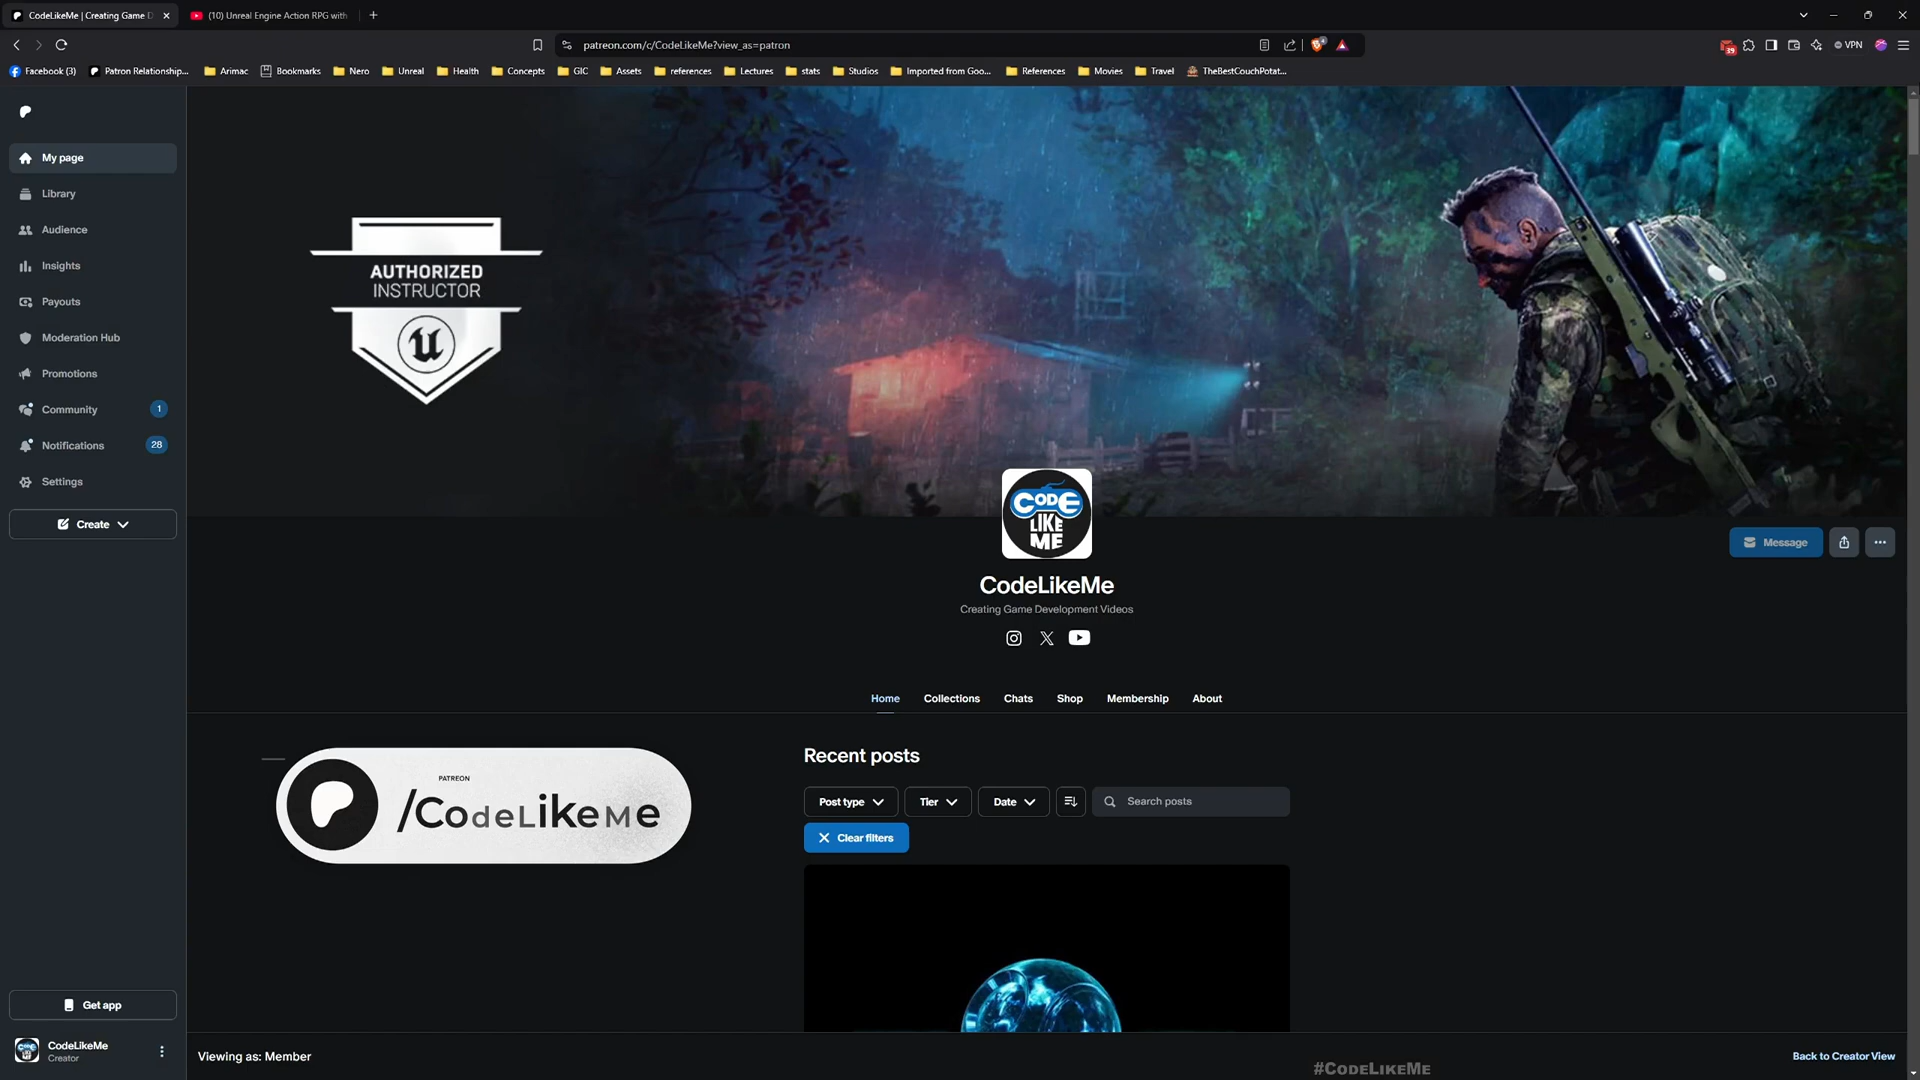 CodeLikeMe | Creating Game D
(10) Unreal Engine Action RPG with
patreon.com/c/CodeLikeMe?view_as=patron
4
39
VPN
Facebook (3)
Patron Relationship...
Arimac
Bookmarks
Nero
Unreal
Health
Concepts
GIC
Assets
references
Lectures
stats
Studios
Imported from Goo...
References
Movies
Travel
TheBestCouchPotat...
My page
Library
Audience
Insights
Payouts
Moderation Hub
Promotions
Community
1
Notifications
28
Settings
Create
AUTHORIZED
INSTRUCTOR
CODE
LIKE
ME
Message
CodeLikeMe
Creating Game Development Videos
Home
Collections
Chats
Shop
Membership
About
PATREON
/CodeLikeMe
Recent posts
Post type
Tier
Date
Search posts
Clear filters
Get app
CodeLikeMe
Creator
Viewing as: Member
Back to Creator View
#CodeLikeMe